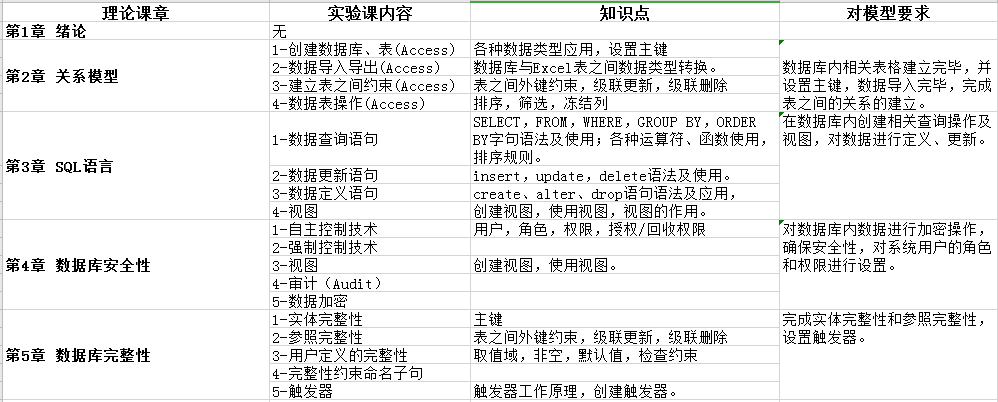 理论课章 实验课内容 知识点 对模型要求
第1章 绪论 无
第2章 关系模型
1-创建数据库、表(Access) 各种数据类型应用，设置主键
2-数据导入导出(Access) 数据库与Excel表之间数据类型转换。
3-建立表之间约束(Access) 表之间外键约束，级联更新，级联删除
4-数据表操作(Access) 排序，筛选，冻结列
数据库内相关表格建立完毕，并
设置主键，数据导入完毕，完成
表之间的关系的建立。
第3章 SQL语言
1-数据查询语句
SELECT，FROM，WHERE，GROUP BY，ORDER
BY字句语法及使用；各种运算符、函数使用，
排序规则。
2-数据更新语句 insert，update，delete语法及使用。
3-数据定义语句 create、alter、drop语句语法及应用，
4-视图 创建视图，使用视图，视图的作用。
在数据库内创建相关查询操作及
视图，对数据进行定义、更新。
第4章 数据库安全性
1-自主控制技术 用户，角色，权限，授权/回收权限
2-强制控制技术
3-视图 创建视图，使用视图。
4-审计（Audit）
5-数据加密
对数据库内数据进行加密操作，
确保安全性，对系统用户的角色
和权限进行设置。
第5章 数据库完整性
1-实体完整性 主键
2-参照完整性 表之间外键约束，级联更新，级联删除
3-用户定义的完整性 取值域，非空，默认值，检查约束
4-完整性约束命名子句
5-触发器 触发器工作原理，创建触发器。
完成实体完整性和参照完整性，
设置触发器。